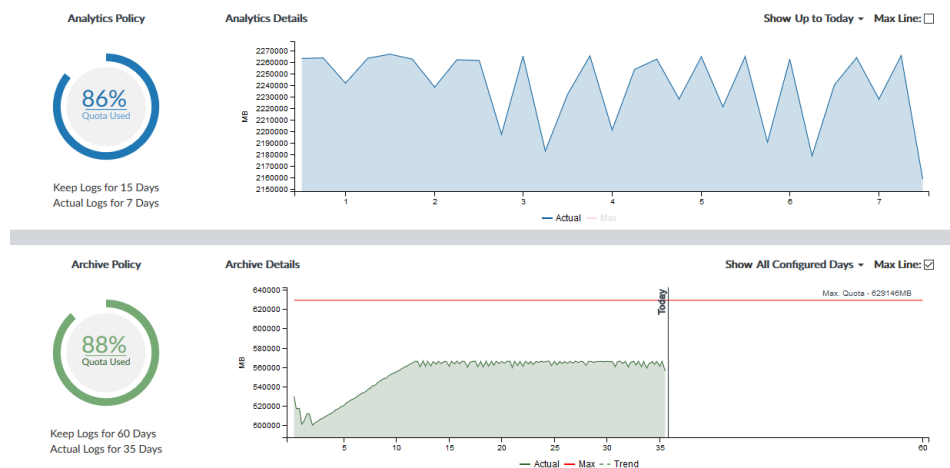 Analytics Policy
Analytics Details
Show Up to Today
Max Line:
86%
Quota Used
Keep Logs for 15 Days
Actual Logs for 7 Days
MB
2270000
2260000
2250000
2240000
2230000
2220000
2210000
2200000
2190000
2180000
2170000
2160000
2150000
1 2 3 4 5 6 7
Actual Max
Archive Policy
Archive Details
Show All Configured Days
Max Line:
88%
Quota Used
Keep Logs for 60 Days
Actual Logs for 35 Days
MB
640000
620000
600000
580000
560000
540000
520000
500000
Max. Quota - 629146MB
Today
5 10 15 20 25 30 35 60
Actual Max Trend